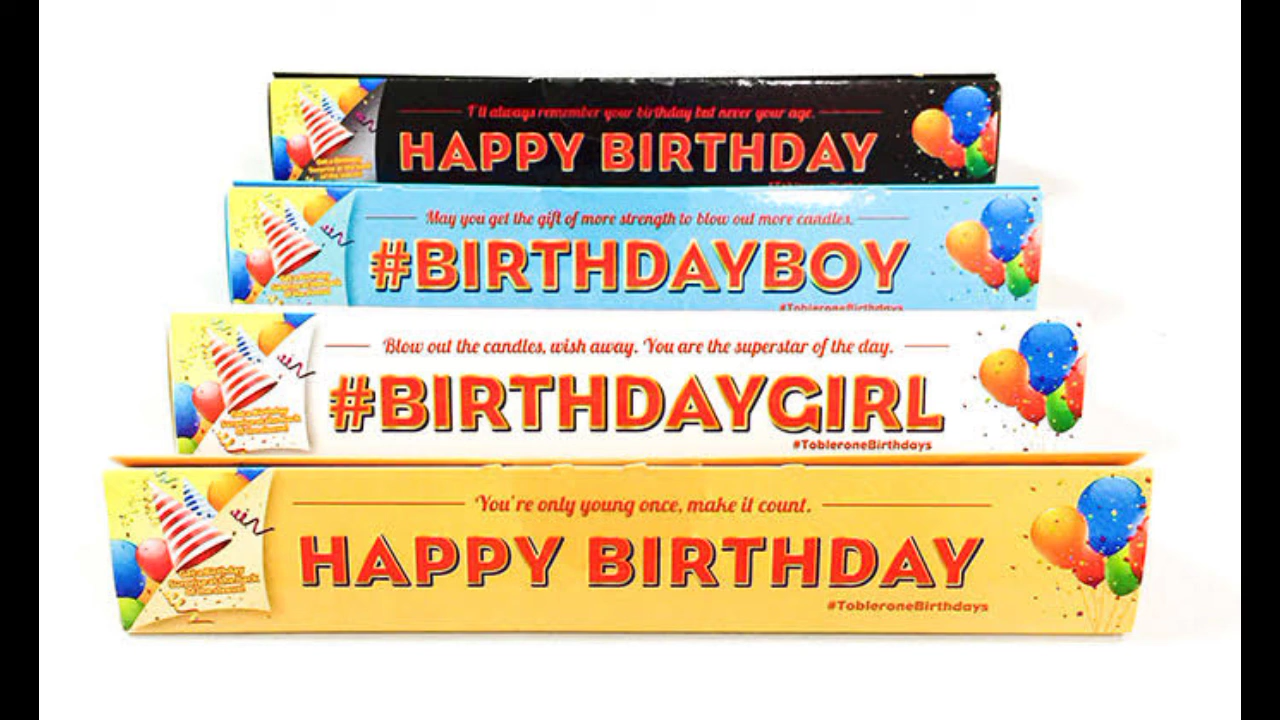 I'll always remember your birthday but never your age.
HAPPY BIRTHDAY
May you get the gift of more strength to blow out more candles.
#BIRTHDAYBOY
#TobleroneBirthdays
Blow out the candles, wish away. You are the superstar of the day.
#BIRTHDAYGIRL
#TobleroneBirthdays
You're only young once, make it count.
HAPPY BIRTHDAY
Get a Birthday
#TobleroneBirthdays